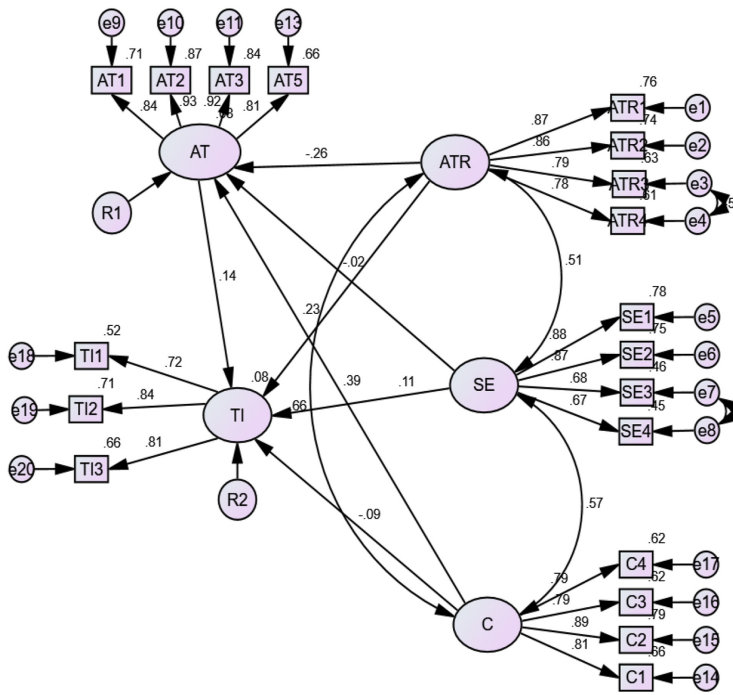 e9 e10 e11 e13
.71 .87 .84 .66
AT1 AT2 AT3 AT5
.84 .93 .92 .81
AT
-.26
ATR
R1
.76
.87 ATR1 e1
.74
.86 ATR2 e2
.63
.79 ATR3 e3
.61
.78 ATR4 e4
.51
-.02
.14
.23
.39
.11
.66
.08
.52
e18 TI1 .72
.71
e19 TI2 .84
.66
e20 TI3 .81
TI
R2
SE
.78
.88 SE1 e5
.75
.87 SE2 e6
.46
.68 SE3 e7
.45
.67 SE4 e8
.57
-.09
C
.62
.79 C4 e17
.62
.79 C3 e16
.79
.89 C2 e15
.66
.81 C1 e14